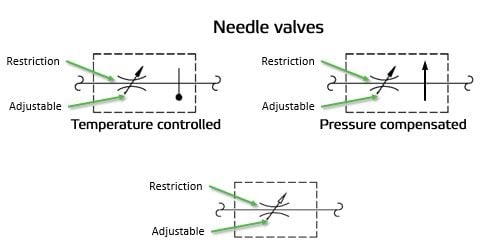 Needle valves
Restriction
Adjustable
Temperature controlled
Restriction
Adjustable
Pressure compensated
Restriction
Adjustable